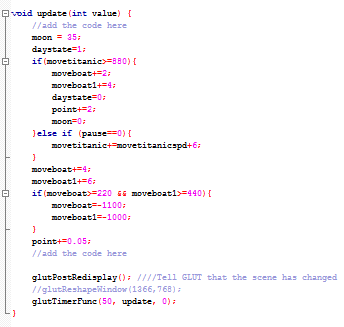 void update(int value) {
//add the code here
moon = 35;
daystate=1;
if(movetitanic>=880){
moveboat+=2;
moveboat1+=4;
daystate=0;
point+=2;
moon=0;
}else if (pause==0){
movetitanic+=movetitanicspd+6;
}
moveboat+=4;
moveboat1+=6;
if(moveboat>=220 && moveboat1>=440){
moveboat=-1100;
moveboat1=-1000;
}
point+=0.05;
//add the code here
glutPostRedisplay(); ////Tell GLUT that the scene has changed
//glutReshapeWindow(1366,768);
glutTimerFunc(50, update, 0);
}